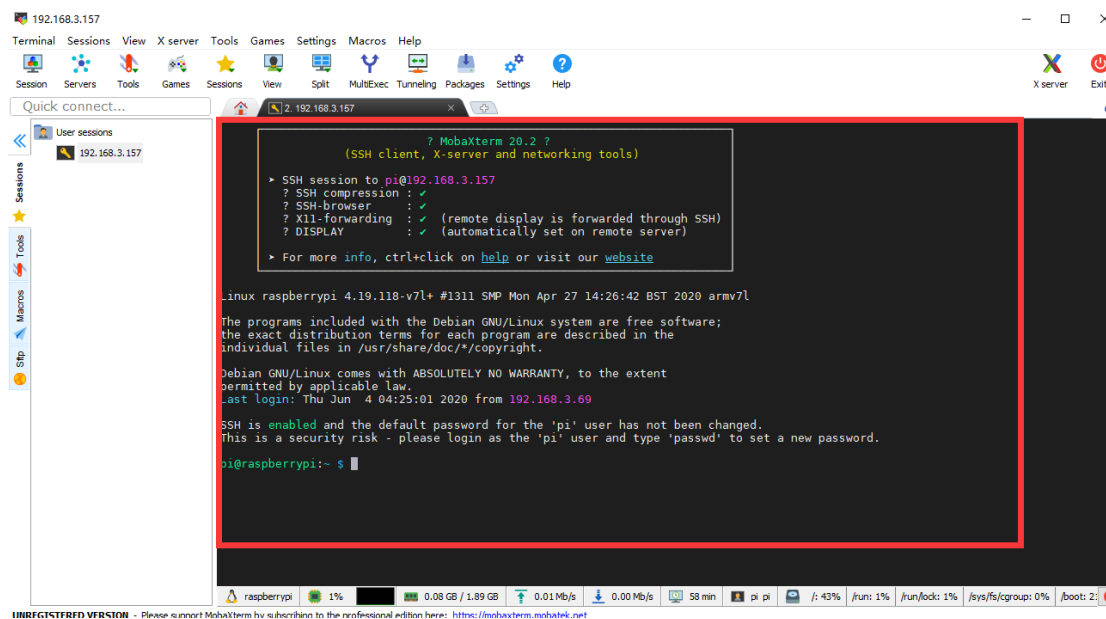 192.168.3.157
Terminal Sessions View X server Tools Games Settings Macros Help
Session Servers Tools Games Sessions View Split MultiExec Tunneling Packages Settings Help X server Exit
Quick connect... 2. 192.168.3.157
User sessions
192.168.3.157
Sessions
Tools
Macros
Sftp
? MobaXterm 20.2 ?
(SSH client, X-server and networking tools)
➤ SSH session to pi@192.168.3.157
? SSH compression : ✔
? SSH-browser : ✔
? X11-forwarding : ✔ (remote display is forwarded through SSH)
? DISPLAY : ✔ (automatically set on remote server)
➤ For more info, ctrl+click on help or visit our website
Linux raspberrypi 4.19.118-v7l+ #1311 SMP Mon Apr 27 14:26:42 BST 2020 armv7l
The programs included with the Debian GNU/Linux system are free software;
the exact distribution terms for each program are described in the
individual files in /usr/share/doc/*/copyright.
Debian GNU/Linux comes with ABSOLUTELY NO WARRANTY, to the extent
permitted by applicable law.
Last login: Thu Jun 4 04:25:01 2020 from 192.168.3.69
SSH is enabled and the default password for the 'pi' user has not been changed.
This is a security risk - please login as the 'pi' user and type 'passwd' to set a new password.
pi@raspberrypi:~ $
raspberrypi 1% 0.08 GB / 1.89 GB 0.01 Mb/s 0.00 Mb/s 58 min pi pi /: 43% /run: 1% /run/lock: 1% /sys/fs/cgroup: 0% /boot:
UNREGISTERED VERSION - Please support MobaXterm by subscribing to the professional edition here: https://mobaxterm.mobatek.net